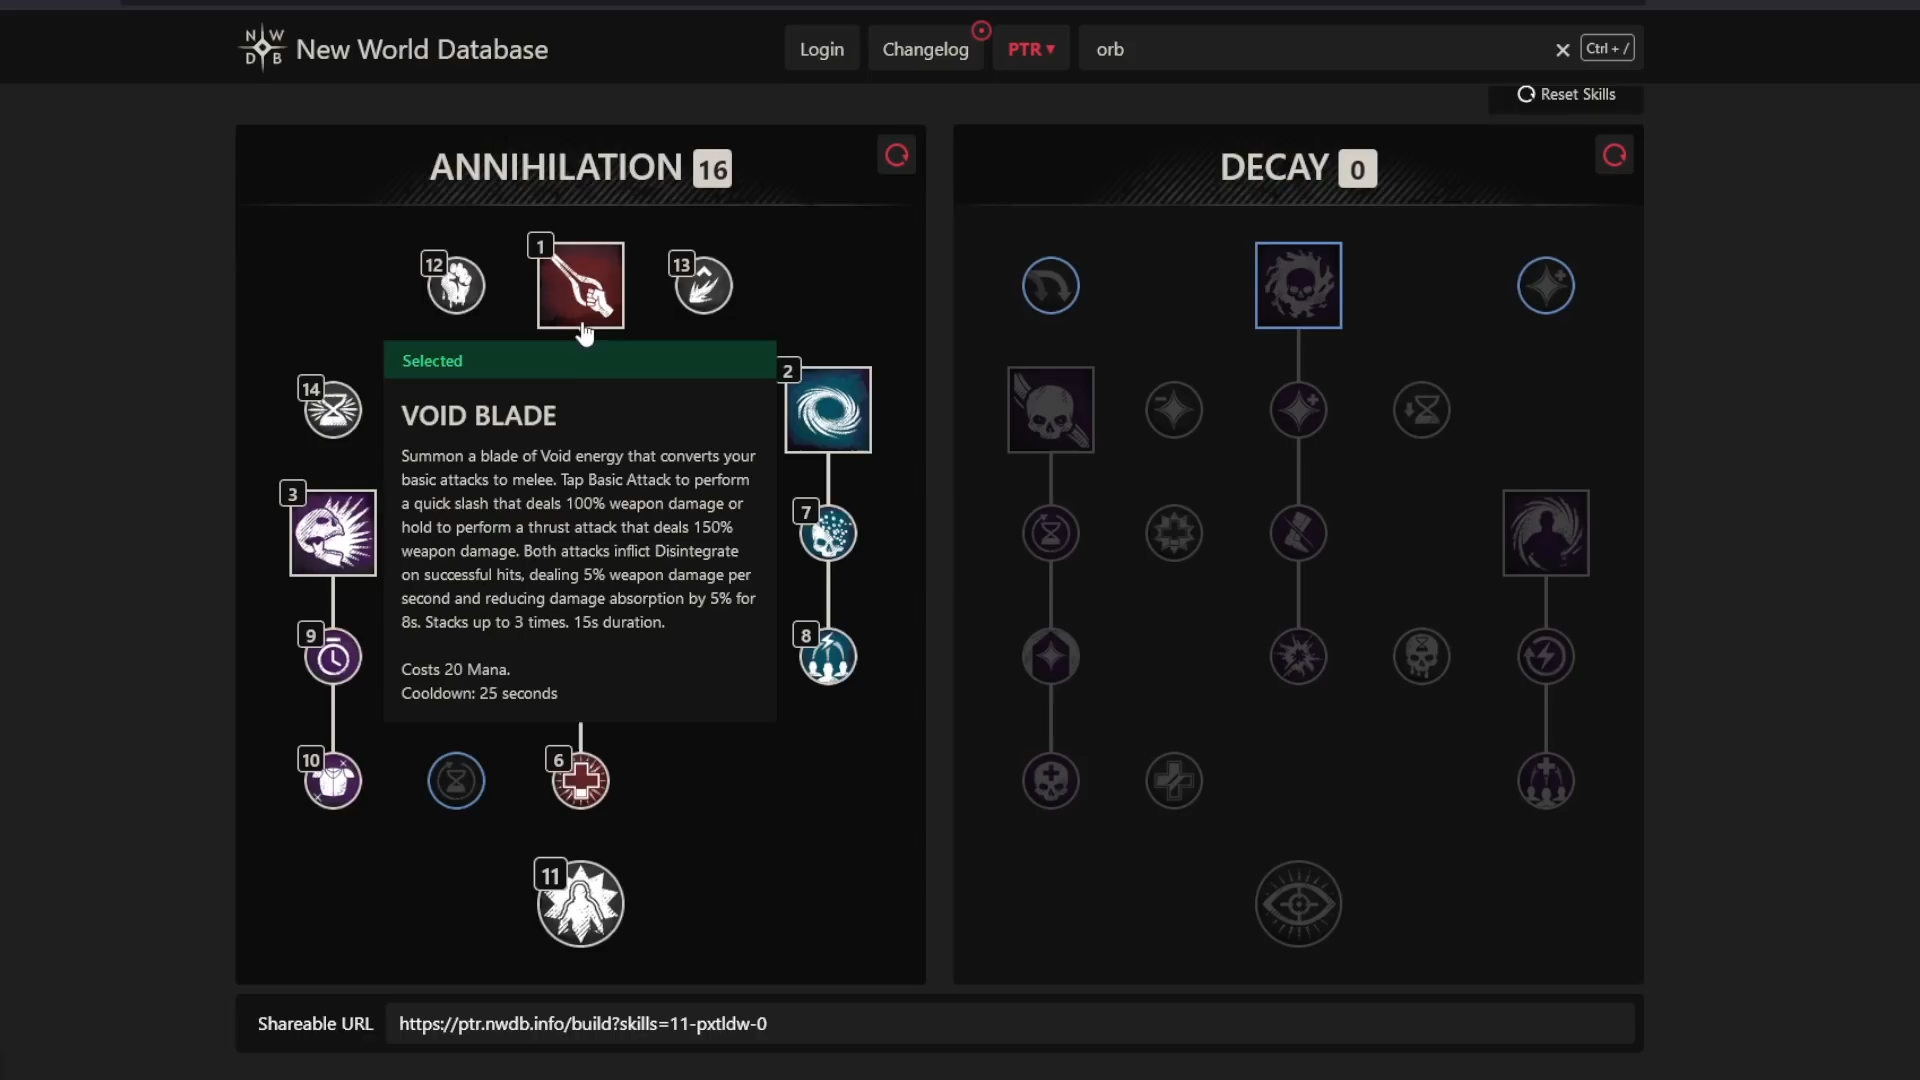 N W
D B
New World Database
Login
Changelog
PTR ▾
orb
Ctrl + /
Reset Skills
ANNIHILATION 16
DECAY 0
12
1
13
Selected
14
2
VOID BLADE
Summon a blade of Void energy that converts your
basic attacks to melee. Tap Basic Attack to perform
a quick slash that deals 100% weapon damage or
hold to perform a thrust attack that deals 150%
weapon damage. Both attacks inflict Disintegrate
on successful hits, dealing 5% weapon damage per
second and reducing damage absorption by 5% for
8s. Stacks up to 3 times. 15s duration.
Costs 20 Mana.
Cooldown: 25 seconds
3
7
9
8
10
6
11
Shareable URL
https://ptr.nwdb.info/build?skills=11-pxtldw-0